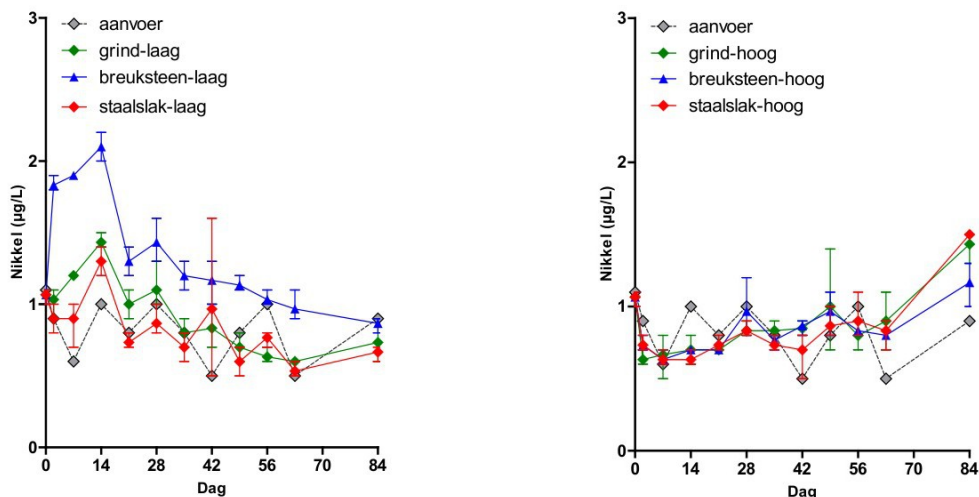 3
2
1
0
Nikkel (µg/L)
aanvoer
grind-laag
breuksteen-laag
staalslak-laag
0 14 28 42 56 70 84
Dag
3
2
1
0
Nikkel (µg/L)
aanvoer
grind-hoog
breuksteen-hoog
staalslak-hoog
0 14 28 42 56 70 84
Dag